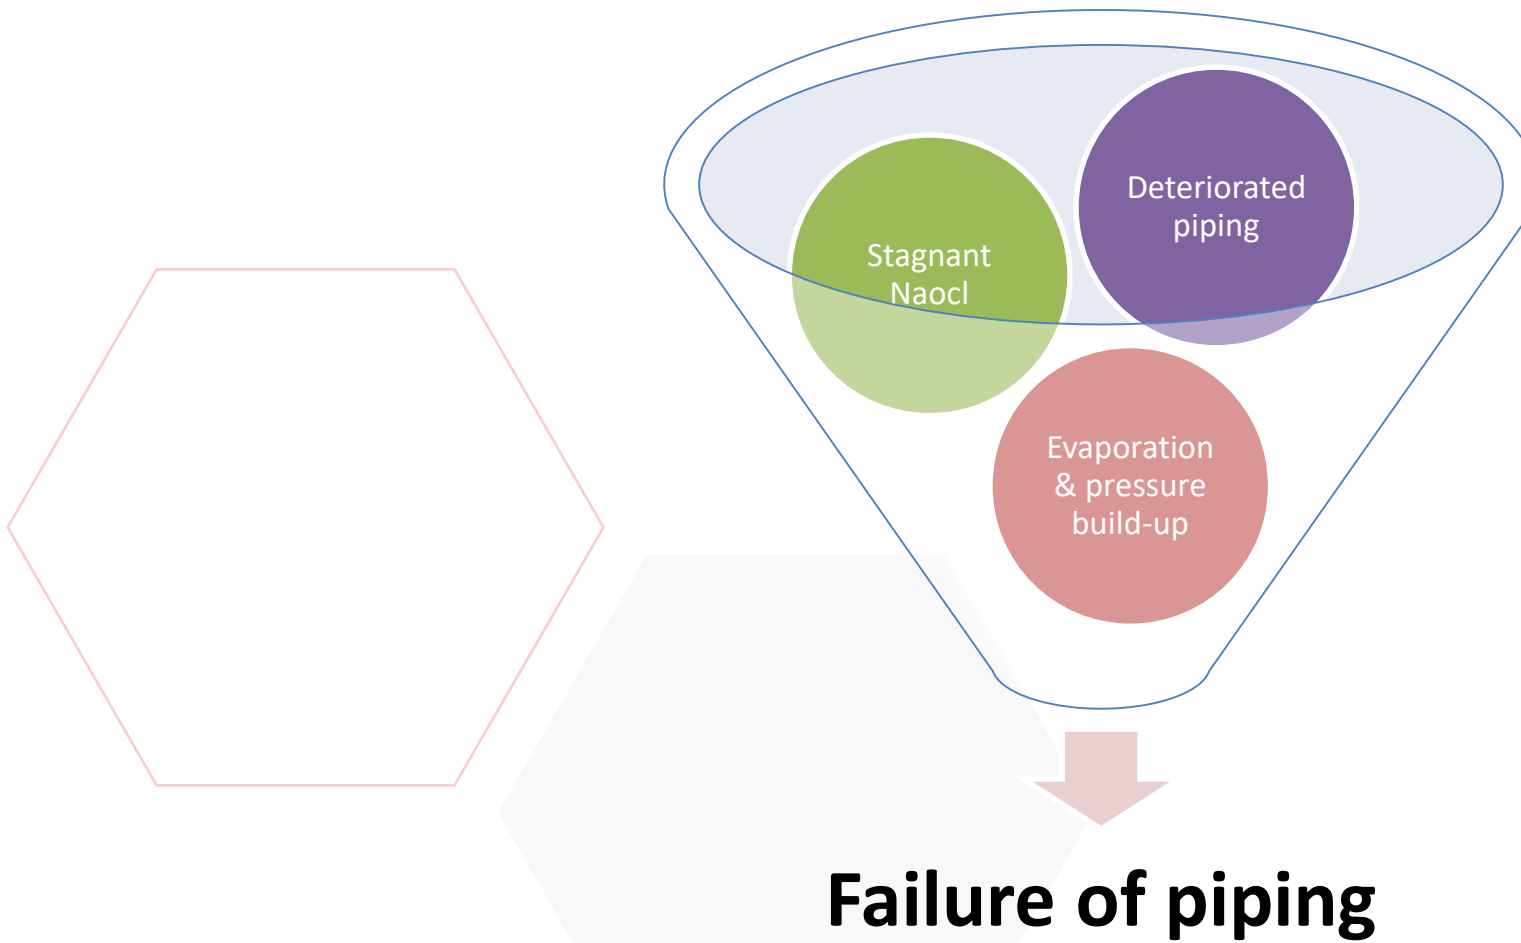 Deteriorated
piping
Stagnant
Naocl
Evaporation
& pressure
build-up
Failure of piping